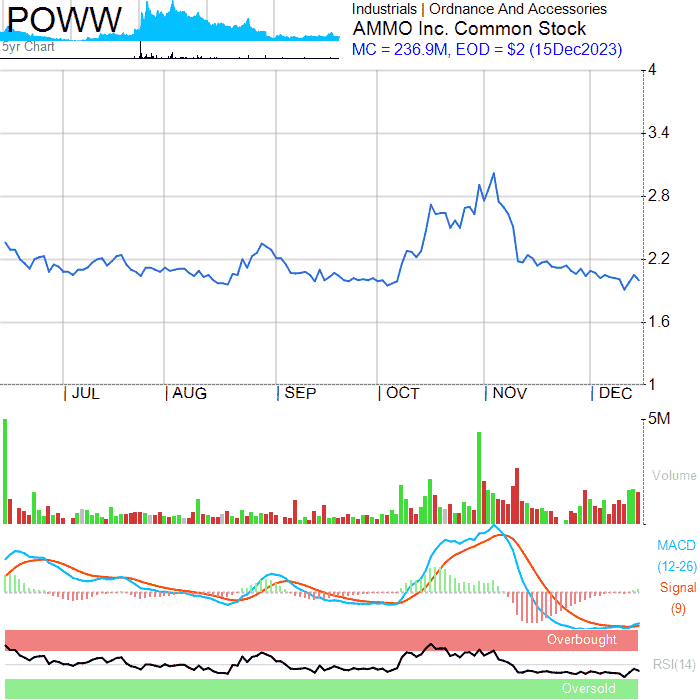 POWW
5yr Chart
Industrials | Ordnance And Accessories
AMMO Inc. Common Stock
MC = 236.9M, EOD = $2 (15Dec2023)
4
3.4
2.8
2.2
1.6
1
JUL
AUG
SEP
OCT
NOV
DEC
5M
Volume
MACD
(12-26)
Signal
(9)
Overbought
RSI(14)
Oversold